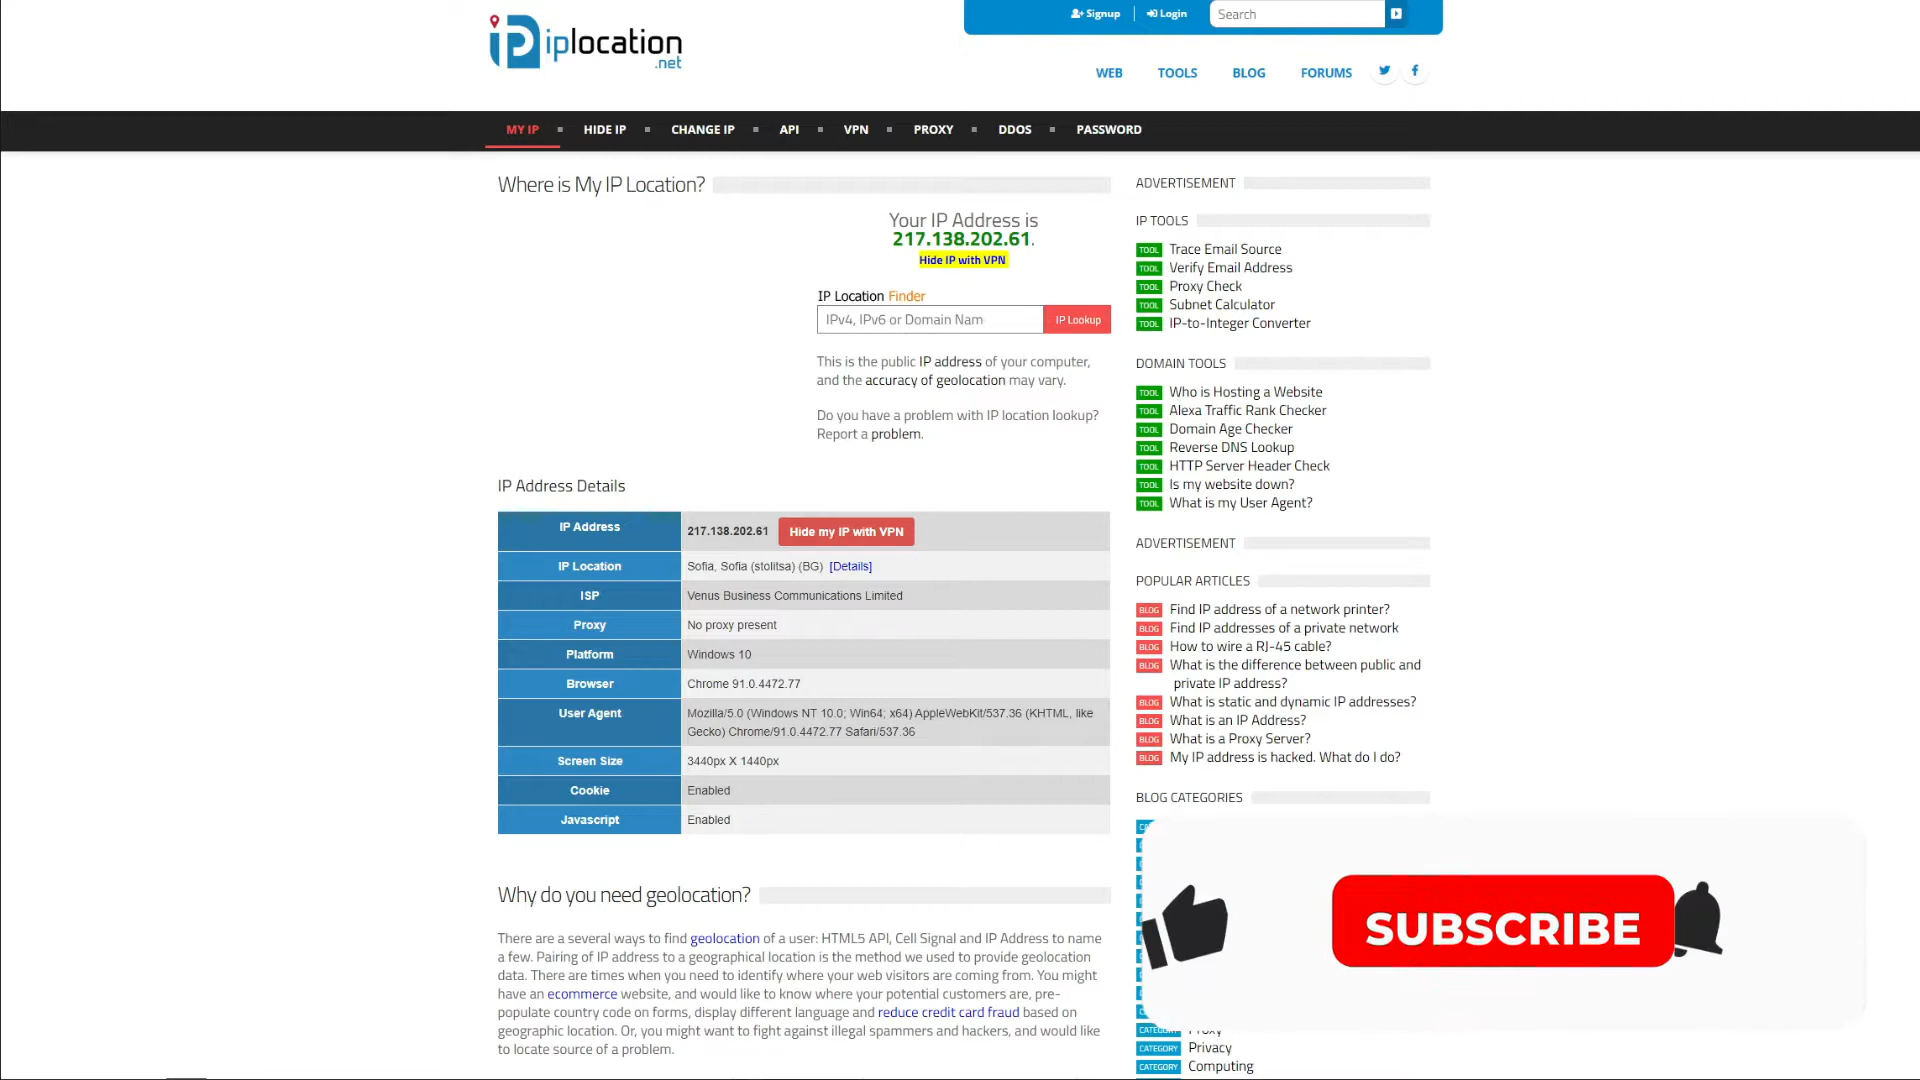 iplocation
.net
Signup
Login
Search
WEB
TOOLS
BLOG
FORUMS
MY IP
HIDE IP
CHANGE IP
API
VPN
PROXY
DDOS
PASSWORD
Where is My IP Location?
Your IP Address is
217.138.202.61.
Hide IP with VPN
IP Location Finder
IPv4, IPv6 or Domain Nam
IP Lookup
This is the public IP address of your computer,
and the accuracy of geolocation may vary.
Do you have a problem with IP location lookup?
Report a problem.
IP Address Details
IP Address 217.138.202.61 Hide my IP with VPN
IP Location Sofia, Sofia (stolitsa) (BG) [Details]
ISP Venus Business Communications Limited
Proxy No proxy present
Platform Windows 10
Browser Chrome 91.0.4472.77
User Agent Mozilla/5.0 (Windows NT 10.0; Win64; x64) AppleWebKit/537.36 (KHTML, like
Gecko) Chrome/91.0.4472.77 Safari/537.36
Screen Size 3440px X 1440px
Cookie Enabled
Javascript Enabled
Why do you need geolocation?
There are a several ways to find geolocation of a user: HTML5 API, Cell Signal and IP Address to name
a few. Pairing of IP address to a geographical location is the method we used to provide geolocation
data. There are times when you need to identify where your web visitors are coming from. You might
have an ecommerce website, and would like to know where your potential customers are, pre-
populate country code on forms, display different language and reduce credit card fraud based on
geographic location. Or, you might want to fight against illegal spammers and hackers, and would like
to locate source of a problem.
ADVERTISEMENT
IP TOOLS
TOOL Trace Email Source
TOOL Verify Email Address
TOOL Proxy Check
TOOL Subnet Calculator
TOOL IP-to-Integer Converter
DOMAIN TOOLS
TOOL Who is Hosting a Website
TOOL Alexa Traffic Rank Checker
TOOL Domain Age Checker
TOOL Reverse DNS Lookup
TOOL HTTP Server Header Check
TOOL Is my website down?
TOOL What is my User Agent?
ADVERTISEMENT
POPULAR ARTICLES
BLOG Find IP address of a network printer?
BLOG Find IP addresses of a private network
BLOG How to wire a RJ-45 cable?
BLOG What is the difference between public and
private IP address?
BLOG What is static and dynamic IP addresses?
BLOG What is an IP Address?
BLOG What is a Proxy Server?
BLOG My IP address is hacked. What do I do?
BLOG CATEGORIES
SUBSCRIBE
CATEGORY Proxy
CATEGORY Privacy
CATEGORY Computing